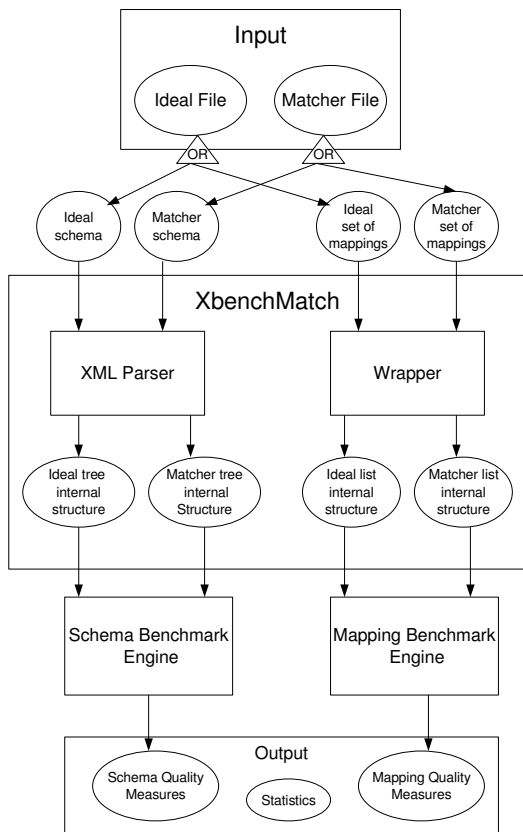 Input
Ideal File
Matcher File
OR
OR
Ideal
schema
Matcher
schema
Ideal
set of
mappings
Matcher
set of
mappings
XbenchMatch
XML Parser
Wrapper
Ideal tree
internal
structure
Matcher tree
internal
Structure
Ideal list
internal
structure
Matcher list
internal
structure
Schema Benchmark
Engine
Mapping Benchmark
Engine
Output
Schema Quality
Measures
Statistics
Mapping Quality
Measures